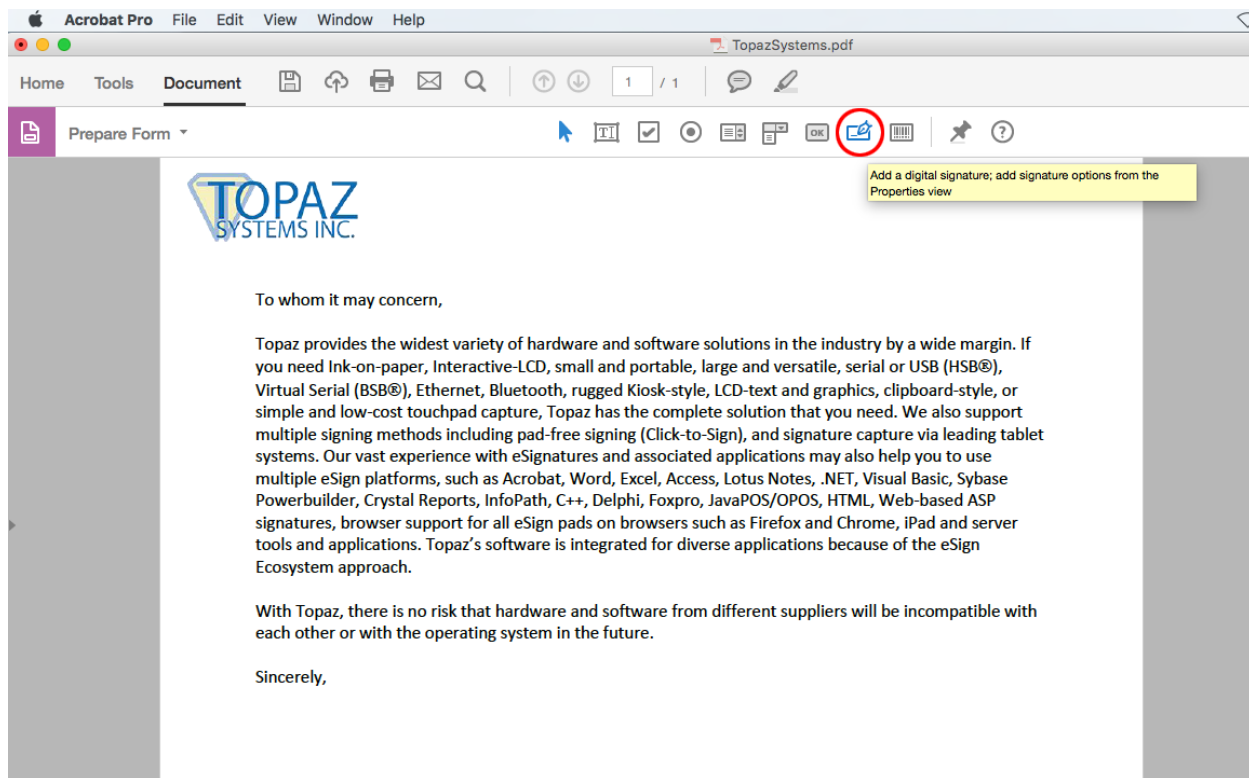 Acrobat Pro File Edit View Window Help
TopazSystems.pdf
Home Tools Document 1 / 1
Prepare Form OK ?
Add a digital signature; add signature options from the
Properties view
TOPAZ
SYSTEMS INC.
To whom it may concern,
Topaz provides the widest variety of hardware and software solutions in the industry by a wide margin. If
you need Ink-on-paper, Interactive-LCD, small and portable, large and versatile, serial or USB (HSB®),
Virtual Serial (BSB®), Ethernet, Bluetooth, rugged Kiosk-style, LCD-text and graphics, clipboard-style, or
simple and low-cost touchpad capture, Topaz has the complete solution that you need. We also support
multiple signing methods including pad-free signing (Click-to-Sign), and signature capture via leading tablet
systems. Our vast experience with eSignatures and associated applications may also help you to use
multiple eSign platforms, such as Acrobat, Word, Excel, Access, Lotus Notes, .NET, Visual Basic, Sybase
Powerbuilder, Crystal Reports, InfoPath, C++, Delphi, Foxpro, JavaPOS/OPOS, HTML, Web-based ASP
signatures, browser support for all eSign pads on browsers such as Firefox and Chrome, iPad and server
tools and applications. Topaz’s software is integrated for diverse applications because of the eSign
Ecosystem approach.
With Topaz, there is no risk that hardware and software from different suppliers will be incompatible with
each other or with the operating system in the future.
Sincerely,